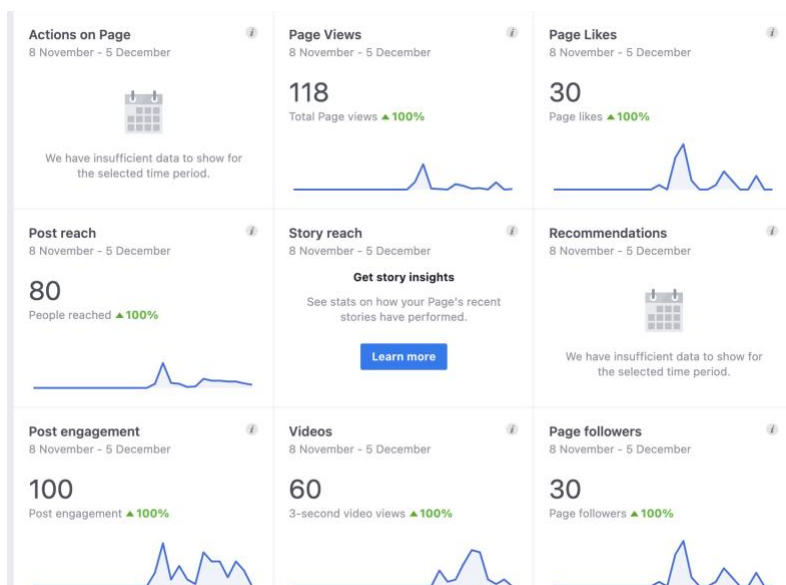 Actions on Page
8 November - 5 December
We have insufficient data to show for
the selected time period.
Page Views
8 November - 5 December
118
Total Page views ▲ 100%
Page Likes
8 November - 5 December
30
Page likes ▲ 100%
Post reach
8 November - 5 December
80
People reached ▲ 100%
Story reach
8 November - 5 December
Get story insights
See stats on how your Page's recent
stories have performed.
Learn more
Recommendations
8 November - 5 December
We have insufficient data to show for
the selected time period.
Post engagement
8 November - 5 December
100
Post engagement ▲ 100%
Videos
8 November - 5 December
60
3-second video views ▲ 100%
Page followers
8 November - 5 December
30
Page followers ▲ 100%